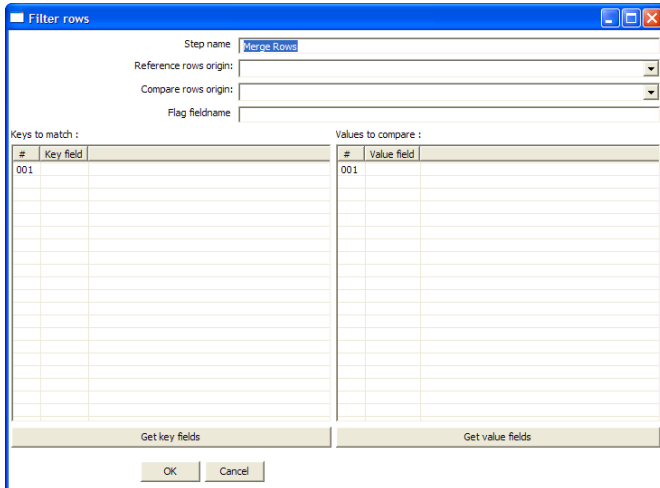 Filter rows
Step name Merge Rows
Reference rows origin:
Compare rows origin:
Flag fieldname
Keys to match : Values to compare :
# Key field # Value field
001 001
Get key fields Get value fields
OK Cancel